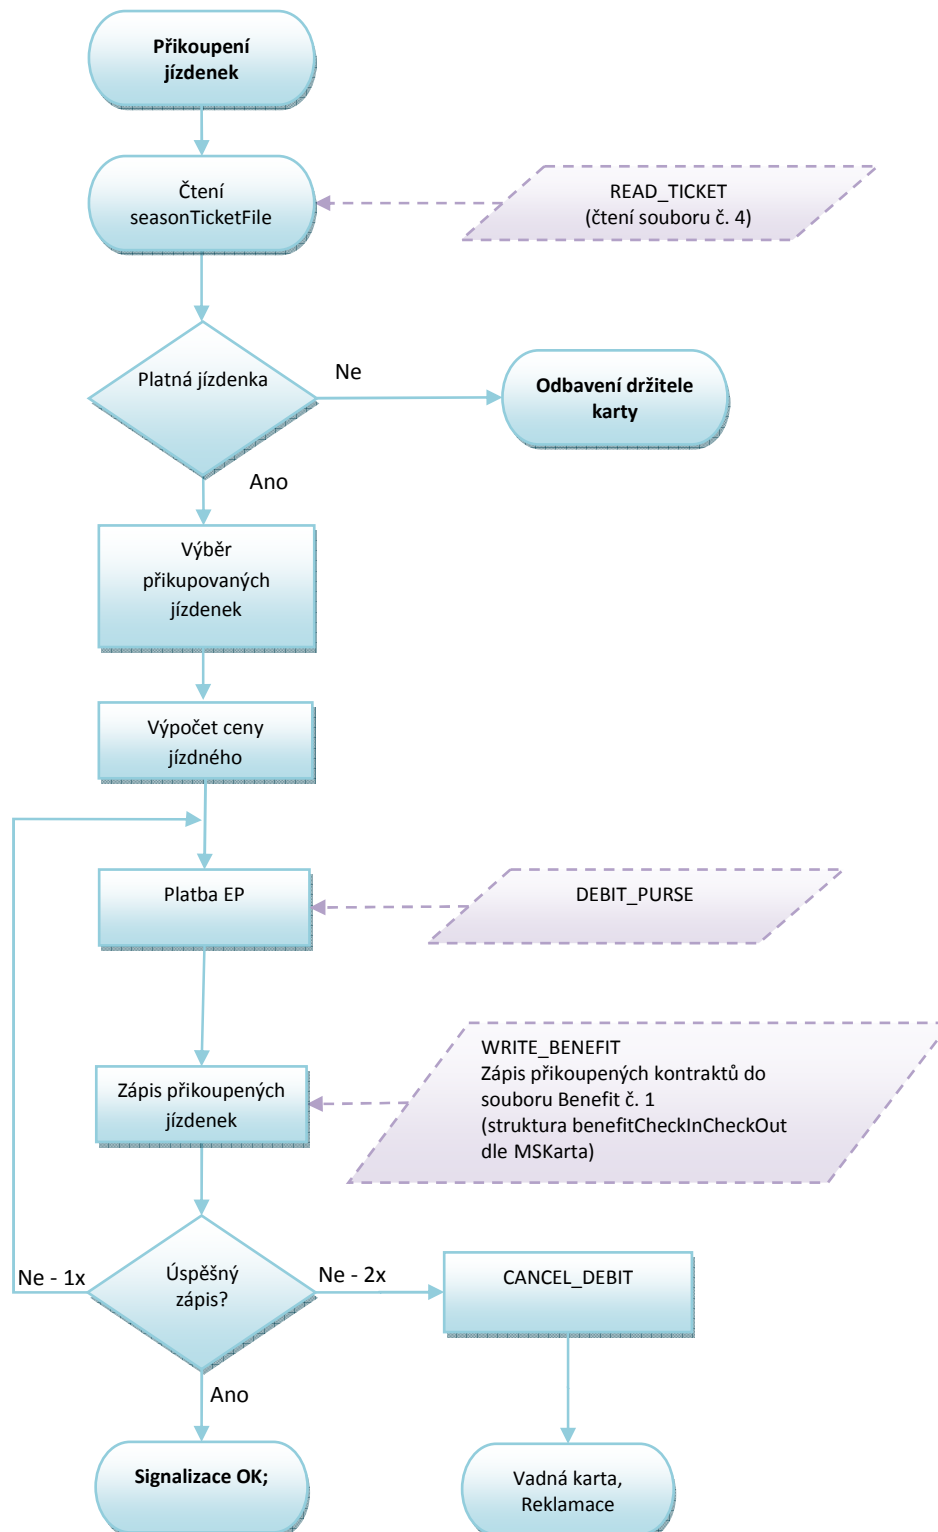 Přikoupení
jízdenek
Čtení
seasonTicketFile
READ_TICKET
(čtení souboru č. 4)
Platná jízdenka
Ne
Odbavení držitele
karty
Ano
Výběr
přikupovaných
jízdenek
Výpočet ceny
jízdného
Platba EP
DEBIT_PURSE
Zápis přikoupených
jízdenek
WRITE_BENEFIT
Zápis přikoupených kontraktů do
souboru Benefit č. 1
(struktura benefitCheckInCheckOut
dle MSKarta)
Ne - 1x
Úspěšný
zápis?
Ne - 2x
CANCEL_DEBIT
Ano
Signalizace OK;
Vadná karta,
Reklamace